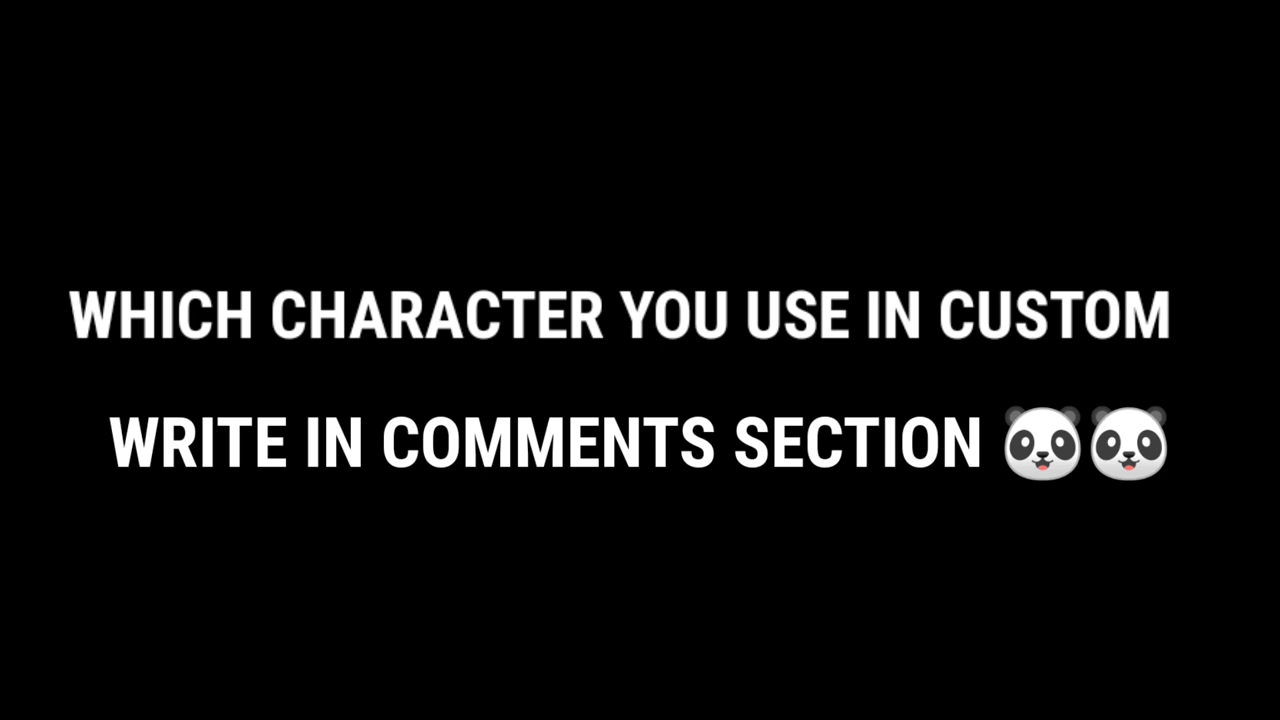 WHICH CHARACTER YOU USE IN CUSTOM
WRITE IN COMMENTS SECTION 🐼🐼